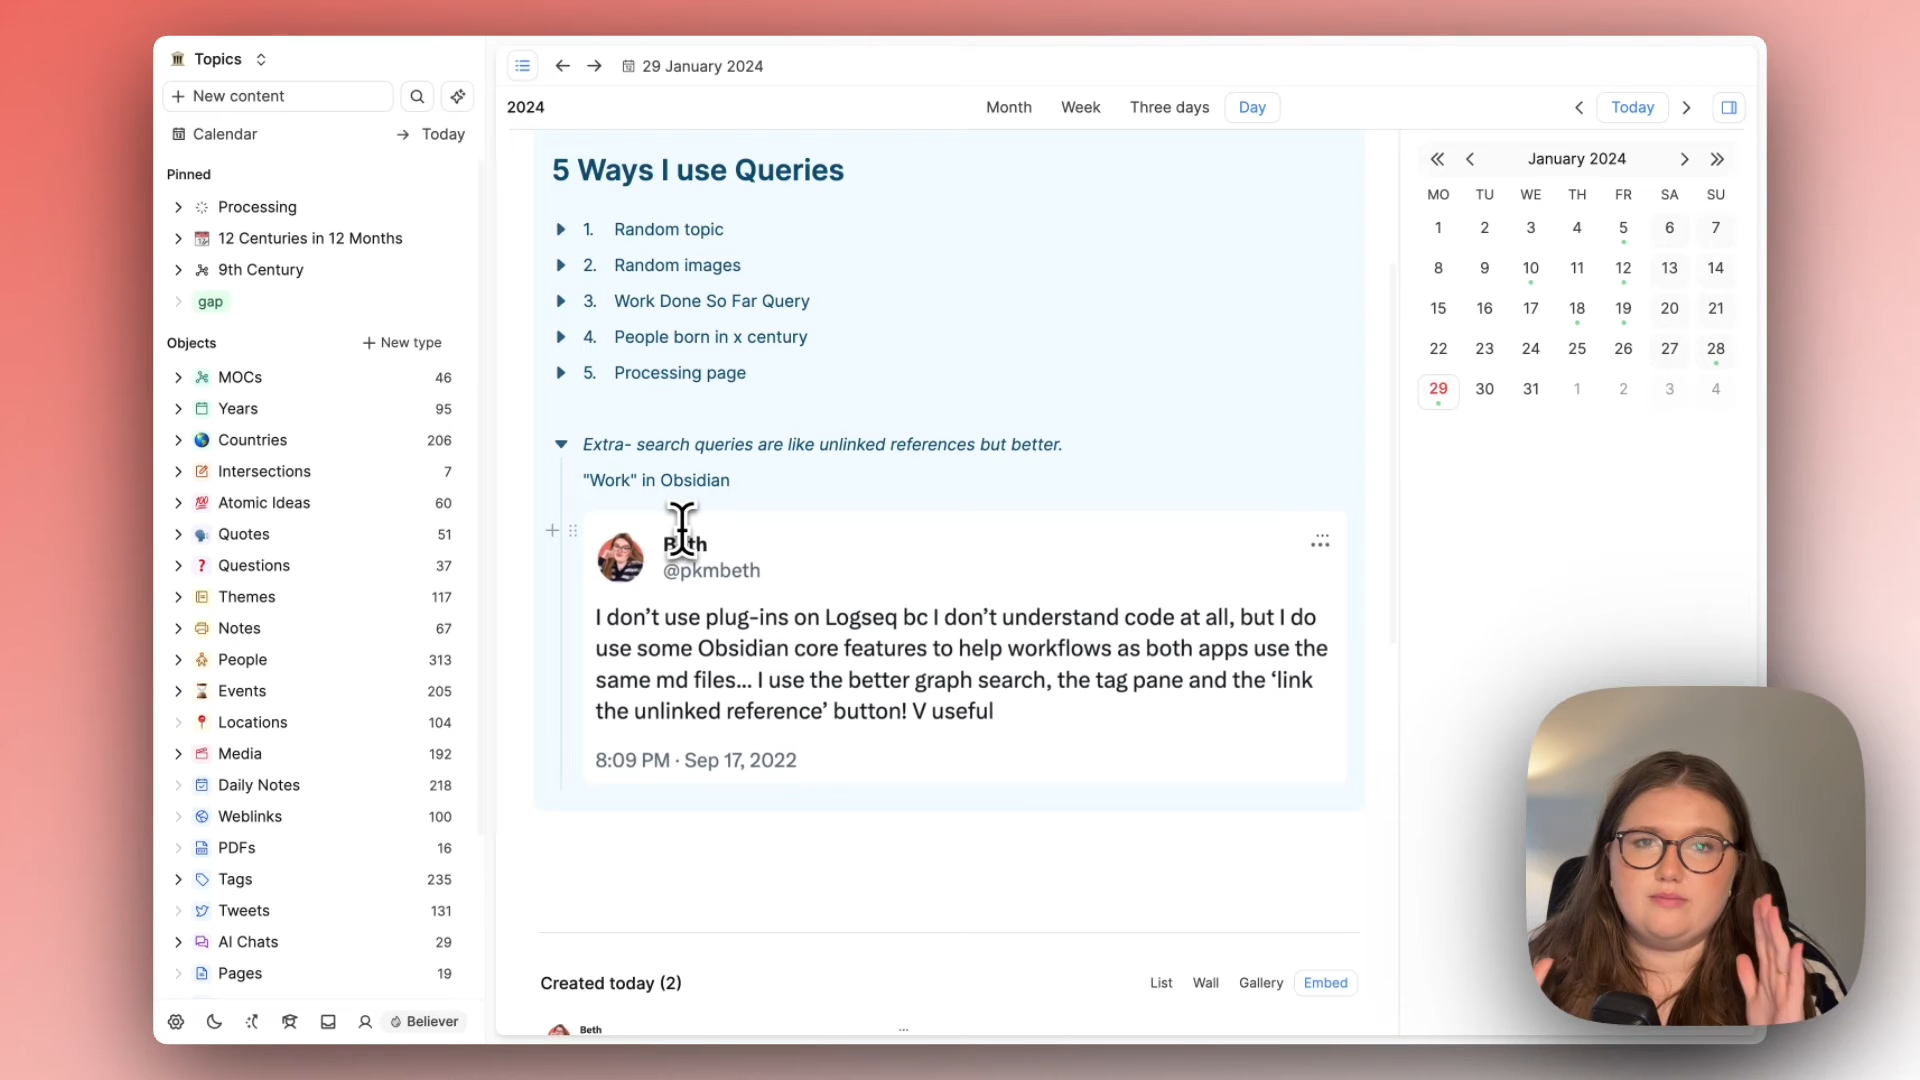 Topics
New content
Calendar
Today
Pinned
Processing
12 Centuries in 12 Months
9th Century
gap
Objects
New type
MOCs 46
Years 95
Countries 206
Intersections 7
Atomic Ideas 60
Quotes 51
Questions 37
Themes 117
Notes 67
People 313
Events 205
Locations 104
Media 192
Daily Notes 218
Weblinks 100
PDFs 16
Tags 235
Tweets 131
AI Chats 29
Pages 19
Believer
29 January 2024
2024
Month Week Three days Day
Today
5 Ways I use Queries
1. Random topic
2. Random images
3. Work Done So Far Query
4. People born in x century
5. Processing page
Extra- search queries are like unlinked references but better.
"Work" in Obsidian
Beth
@pkmbeth
I don’t use plug-ins on Logseq bc I don’t understand code at all, but I do
use some Obsidian core features to help workflows as both apps use the
same md files... I use the better graph search, the tag pane and the ‘link
the unlinked reference’ button! V useful
8:09 PM · Sep 17, 2022
Created today (2)
List Wall Gallery Embed
Beth
January 2024
MO TU WE TH FR SA SU
1 2 3 4 5 6 7
8 9 10 11 12 13 14
15 16 17 18 19 20 21
22 23 24 25 26 27 28
29 30 31 1 2 3 4